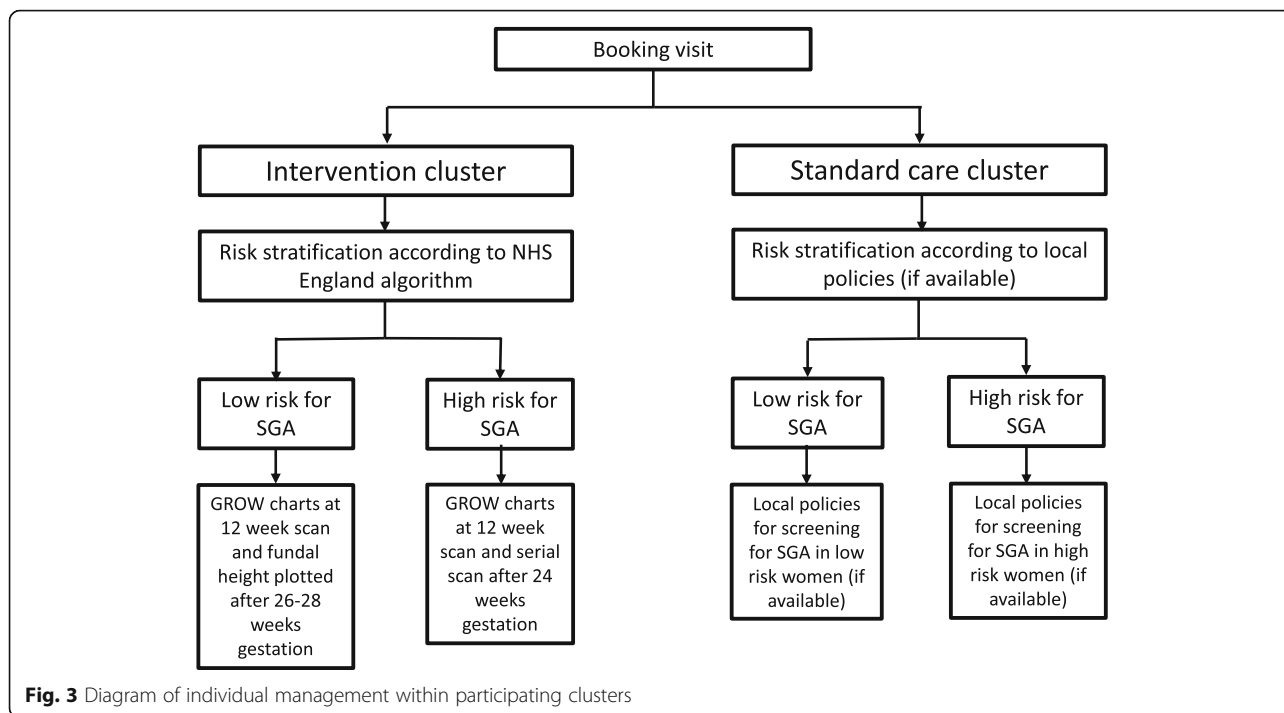 Booking visit
Intervention cluster
Standard care cluster
Risk stratification according to NHS
England algorithm
Risk stratification according to local
policies (if available)
Low risk for
SGA
High risk for
SGA
Low risk for
SGA
High risk for
SGA
GROW charts at
12 week scan
and fundal
height plotted
after 26-28
weeks
gestation
GROW charts
at 12 week
scan and serial
scan after 24
weeks
gestation
Local policies
for screening
for SGA in low
risk women (if
available)
Local policies
for screening
for SGA in high
risk women (if
available)
Fig. 3 Diagram of individual management within participating clusters